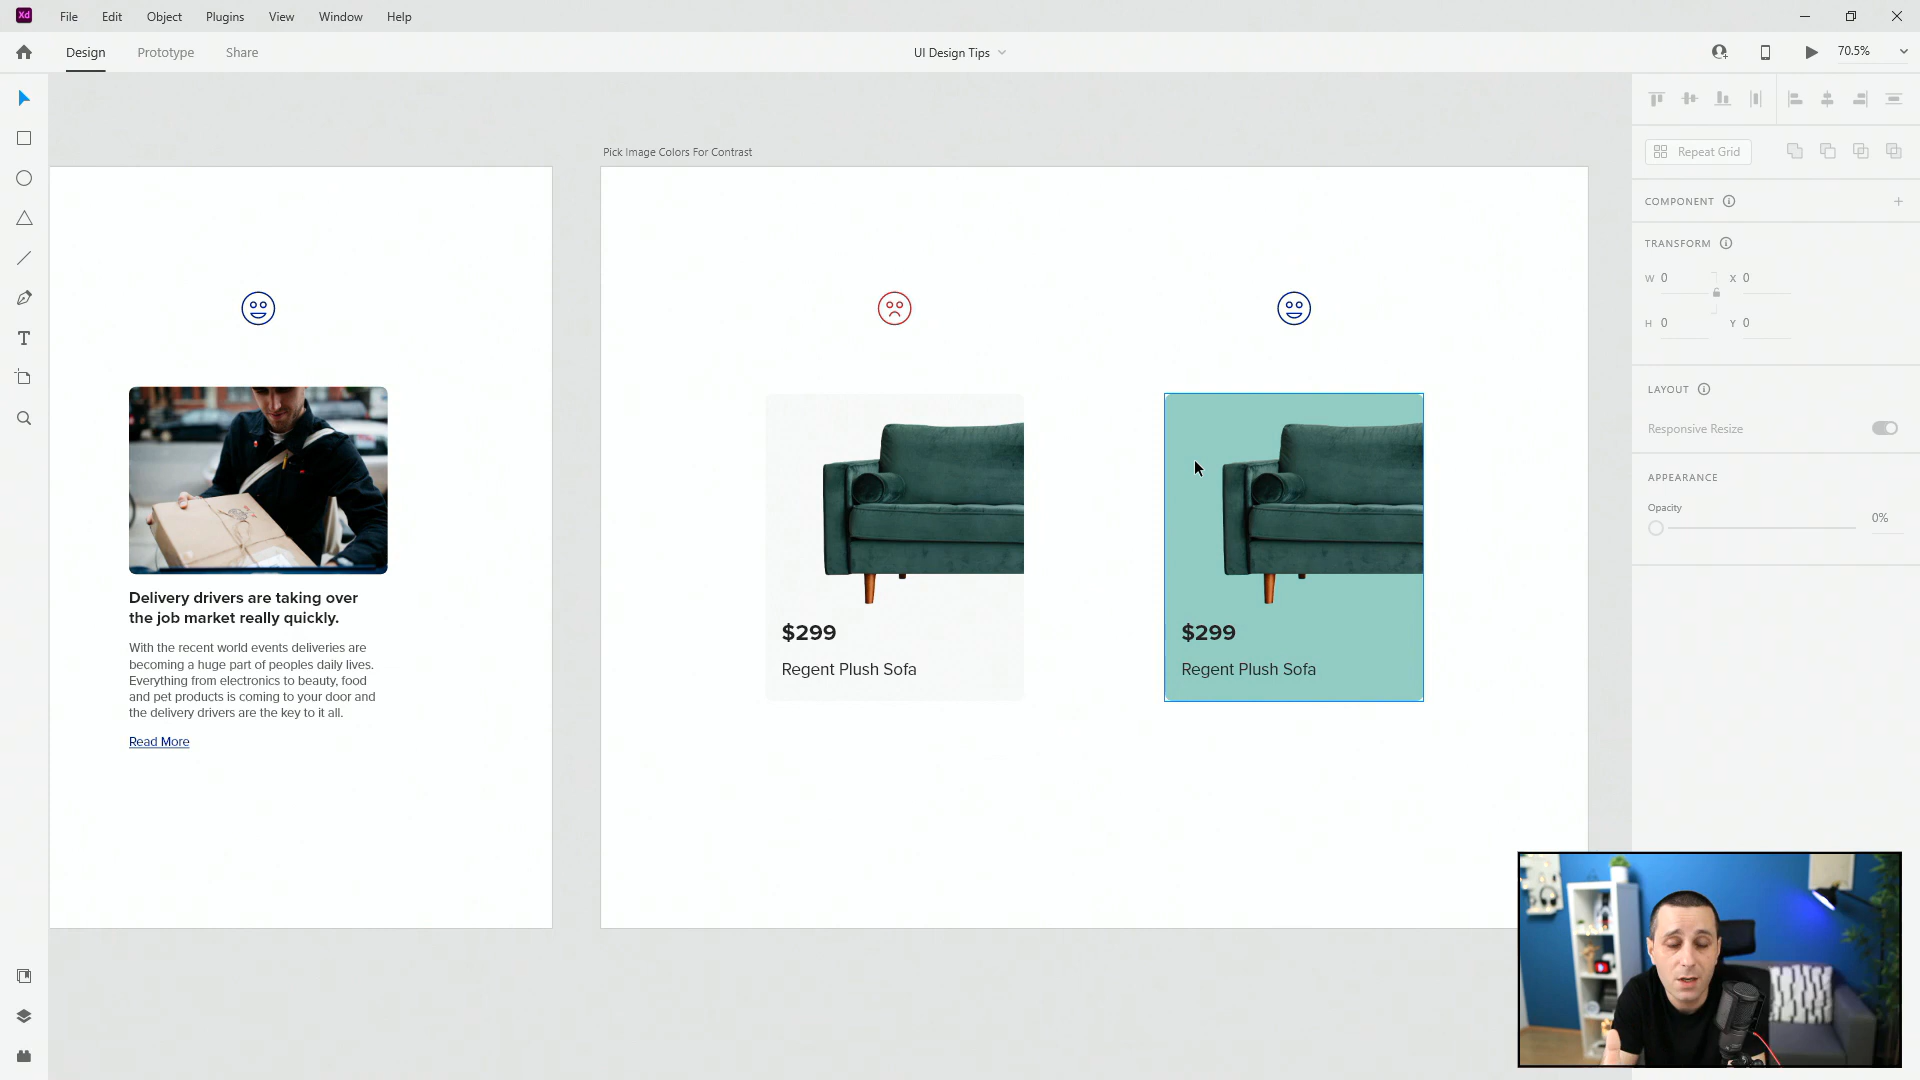 Xd
File
Edit
Object
Plugins
View
Window
Help
Design
Prototype
Share
UI Design Tips
70.5%
Pick Image Colors For Contrast
Delivery drivers are taking over
the job market really quickly.
With the recent world events deliveries are
becoming a huge part of peoples daily lives.
Everything from electronics to beauty, food
and pet products is coming to your door and
the delivery drivers are the key to it all.
Read More
$299
Regent Plush Sofa
$299
Regent Plush Sofa
Repeat Grid
COMPONENT
TRANSFORM
W 0 X 0
H 0 Y 0
LAYOUT
Responsive Resize
APPEARANCE
Opacity
0%